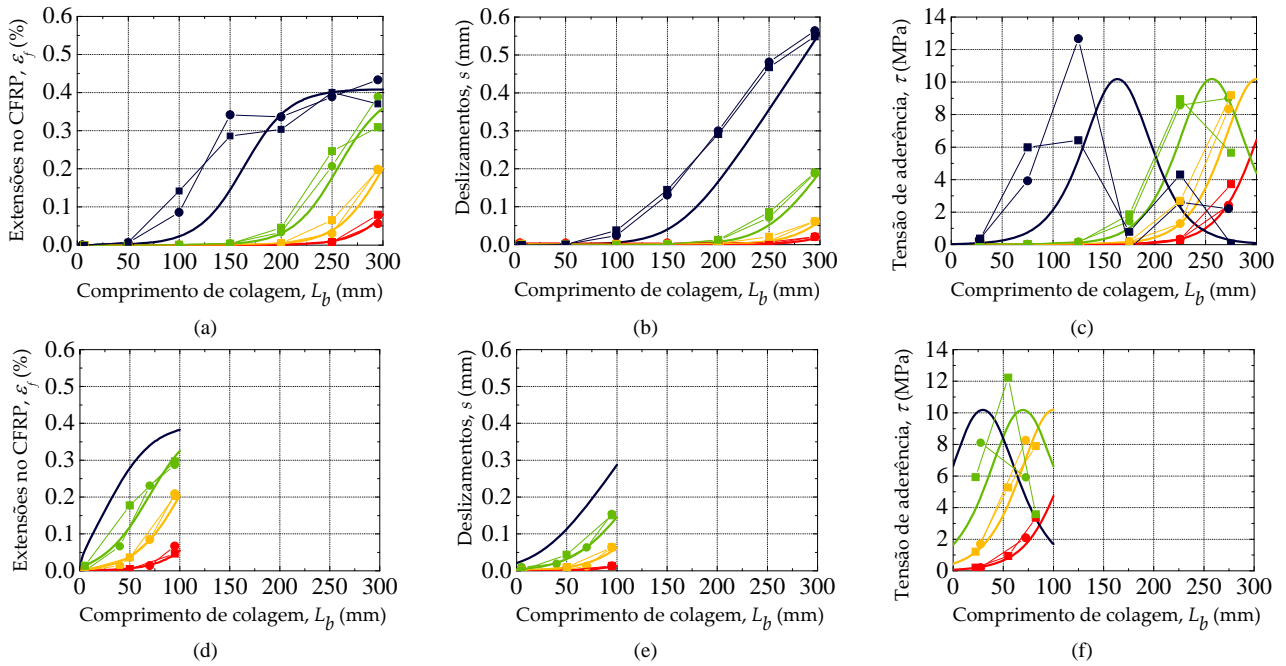 Extensões no CFRP, εf (%)
0.6
0.5
0.4
0.3
0.2
0.1
0.0
0 50 100 150 200 250 300
Comprimento de colagem, Lb (mm)
(a)
Deslizamentos, s (mm)
0.6
0.5
0.4
0.3
0.2
0.1
0.0
0 50 100 150 200 250 300
Comprimento de colagem, Lb (mm)
(b)
Tensão de aderência, τ (MPa)
14
12
10
8
6
4
2
0
0 50 100 150 200 250 300
Comprimento de colagem, Lb (mm)
(c)
Extensões no CFRP, εf (%)
0.6
0.5
0.4
0.3
0.2
0.1
0.0
0 50 100 150 200 250 300
Comprimento de colagem, Lb (mm)
(d)
Deslizamentos, s (mm)
0.6
0.5
0.4
0.3
0.2
0.1
0.0
0 50 100 150 200 250 300
Comprimento de colagem, Lb (mm)
(e)
Tensão de aderência, τ (MPa)
14
12
10
8
6
4
2
0
0 50 100 150 200 250 300
Comprimento de colagem, Lb (mm)
(f)